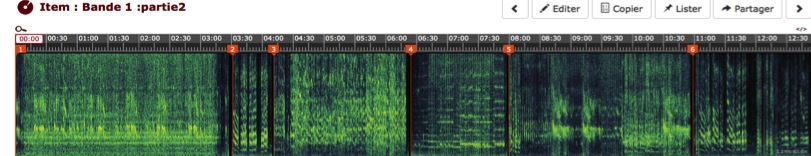 Item : Bande 1 :partie2
Editer Copier Lister Partager
00:00 00:30 01:00 01:30 02:00 02:30 03:00 03:30 04:00 04:30 05:00 05:30 06:00 06:30 07:00 07:30 08:00 08:30 09:00 09:30 10:00 10:30 11:00 11:30 12:00 12:30
1 2 3 4 5 6